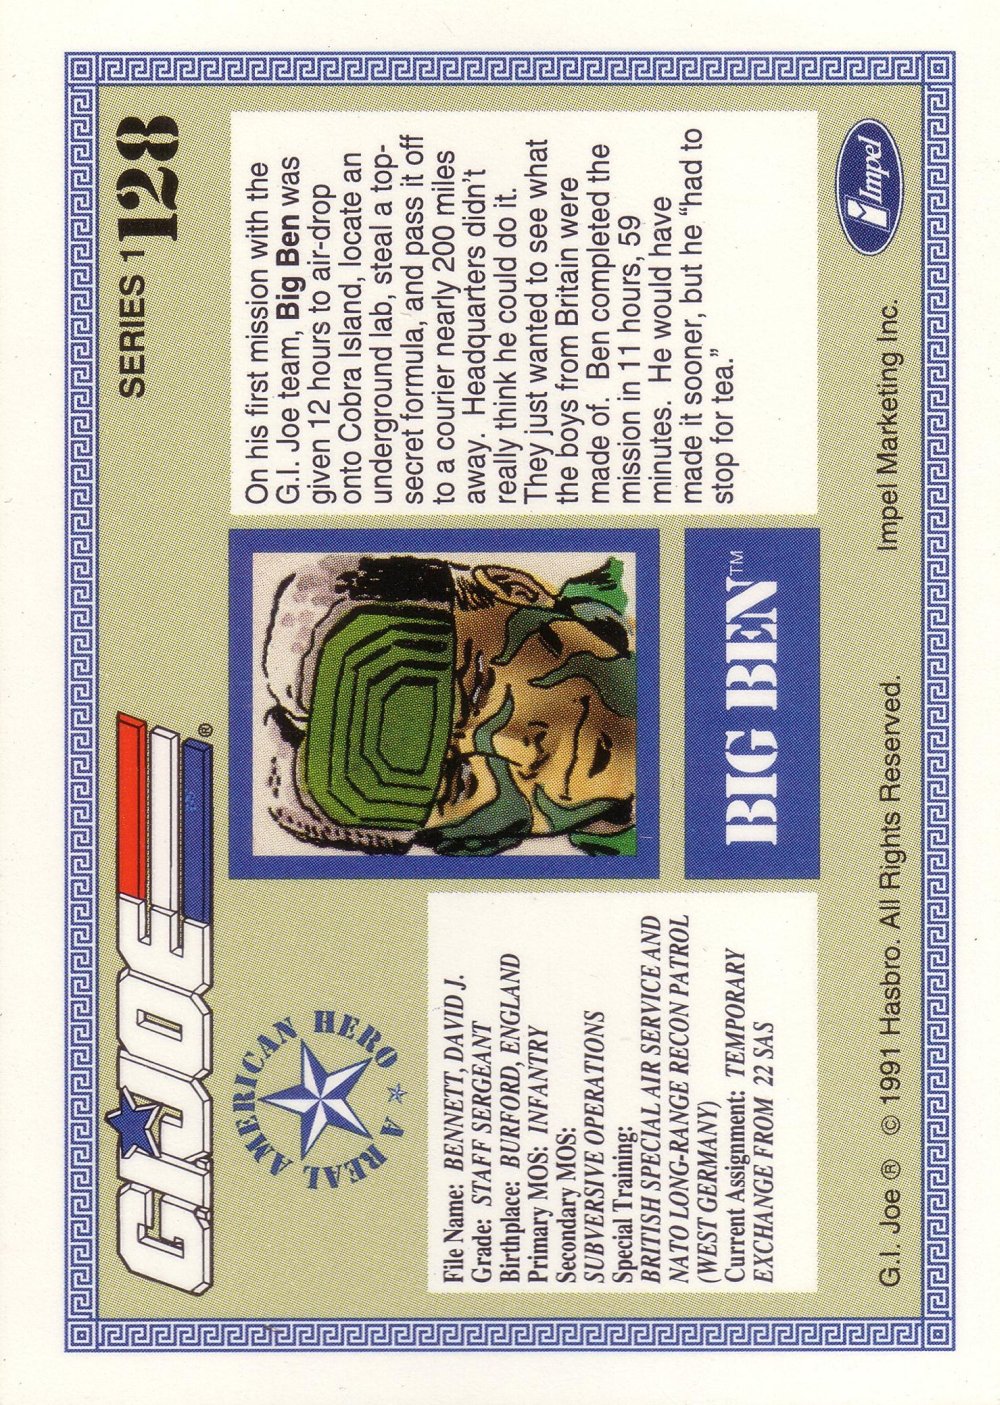 G.I. JOE ®
SERIES 1 128
A REAL AMERICAN HERO
File Name: BENNETT, DAVID J.
Grade: STAFF SERGEANT
Birthplace: BURFORD, ENGLAND
Primary MOS: INFANTRY
Secondary MOS:
SUBVERSIVE OPERATIONS
Special Training:
BRITISH SPECIAL AIR SERVICE AND
NATO LONG-RANGE RECON PATROL
(WEST GERMANY)
Current Assignment: TEMPORARY
EXCHANGE FROM 22 SAS
BIG BEN™
On his first mission with the
G.I. Joe team, Big Ben was
given 12 hours to air-drop
onto Cobra Island, locate an
underground lab, steal a top-
secret formula, and pass it off
to a courier nearly 200 miles
away. Headquarters didn't
really think he could do it.
They just wanted to see what
the boys from Britain were
made of. Ben completed the
mission in 11 hours, 59
minutes. He would have
made it sooner, but he "had to
stop for tea."
G.I. Joe ® © 1991 Hasbro. All Rights Reserved. Impel Marketing Inc.
Impel